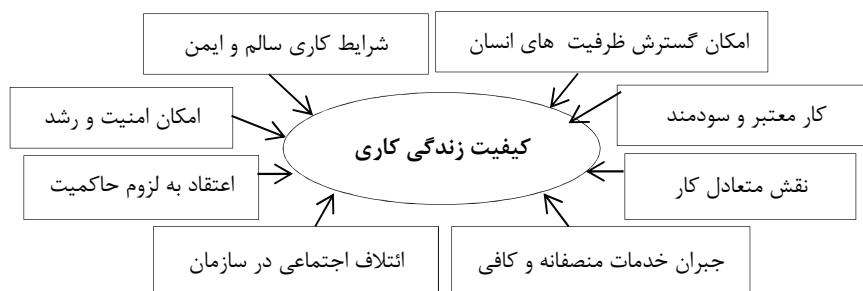 امکان گسترش ظرفیت های انسان
شرایط کاری سالم و ایمن
کار معتبر و سودمند
امکان امنیت و رشد
کیفیت زندگی کاری
نقش متعادل کار
اعتقاد به لزوم حاکمیت
جبران خدمات منصفانه و کافی
ائتلاف اجتماعی در سازمان